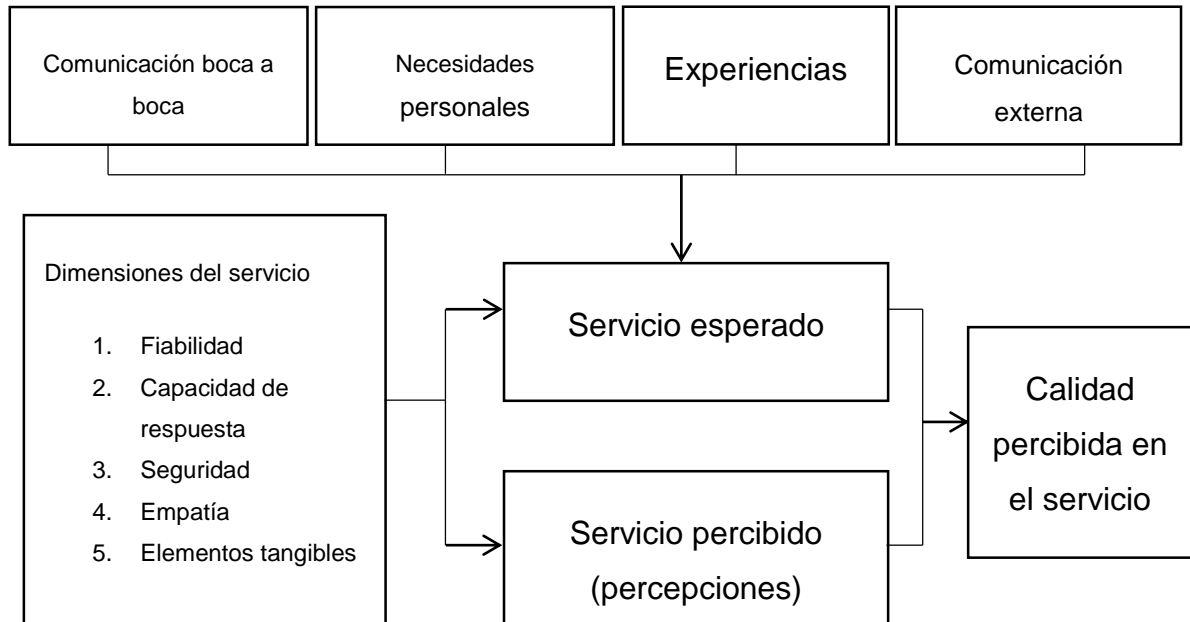 Comunicación boca a
boca
Necesidades
personales
Experiencias
Comunicación
externa
Dimensiones del servicio
1. Fiabilidad
2. Capacidad de
respuesta
3. Seguridad
4. Empatía
5. Elementos tangibles
Servicio esperado
Servicio percibido
(percepciones)
Calidad
percibida en
el servicio